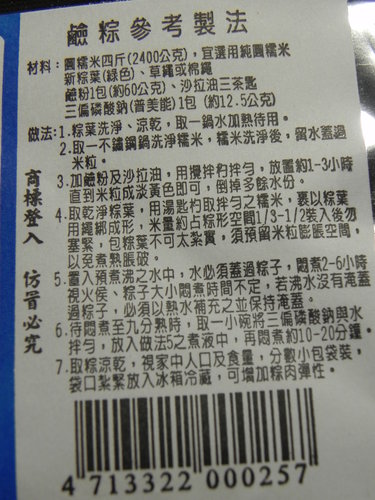 鹼粽參考製法
材料：圓糯米四斤(2400公克)，宜選用純圓糯米
新粽葉(綠色)、草繩或棉繩
鹼粉1包(約60公克)、沙拉油三茶匙
三偏磷酸鈉(普美能)1包 (約12.5公克)
做法：1.粽葉洗淨、涼乾，取一鍋水加熱待用。
2.取一不鏽鋼鍋洗淨糯米，糯米洗淨後，留水蓋過
米粒。
3.加鹼粉及沙拉油，用攪拌杓拌勻，放置約1-3小時
直到米粒成淡黃色即可，倒掉多餘水份。
4.取乾淨粽葉，用湯匙杓取拌勻之糯米，裹以粽葉
用繩綁成形，米量約占粽形空間1/3-1/2裝入後勿
塞緊，包粽葉不可太紮實，須預留米粒膨脹空間，
以免煮熟脹破。
5.置入預煮沸之水中，水必須蓋過粽子，悶煮2-6小時
視火侯、粽子大小悶煮時間不定，若沸水沒有淹蓋
過粽子，必須以熱水補充之並保持淹蓋。
6.待悶煮至九分熟時，取一小碗將三偏磷酸鈉與水
拌勻，放入做法5之煮液中，再悶煮約10-20分鐘。
7.取粽涼乾，視家中人口及食量，分數小包袋裝，
袋口紮緊放入冰箱冷藏，可增加粽肉彈性。
商標登入 仿冒必究
4 713322 000257